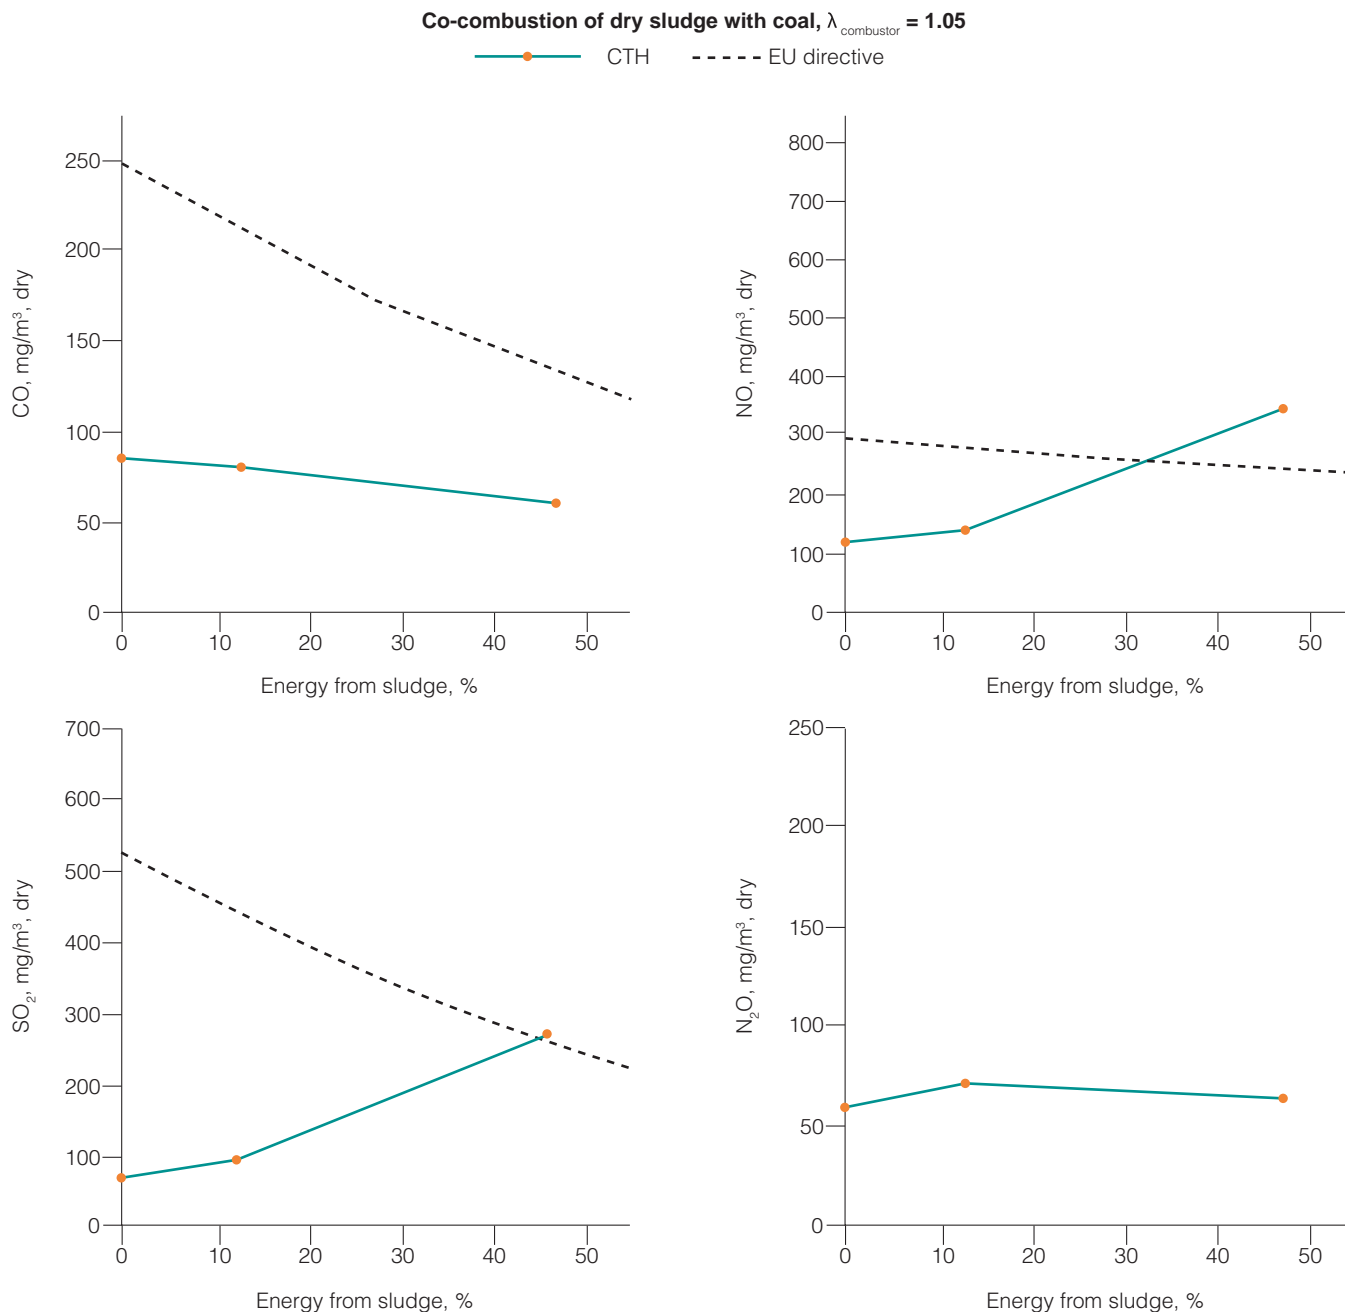 Co-combustion of dry sludge with coal, λcombustor = 1.05
CTH
EU directive
CO, mg/m³, dry
250
200
150
100
50
0
0 10 20 30 40 50
Energy from sludge, %
NO, mg/m³, dry
800
700
600
500
400
300
200
100
0
0 10 20 30 40 50
Energy from sludge, %
SO₂, mg/m³, dry
700
600
500
400
300
200
100
0
0 10 20 30 40 50
Energy from sludge, %
N₂O, mg/m³, dry
250
200
150
100
50
0
0 10 20 30 40 50
Energy from sludge, %